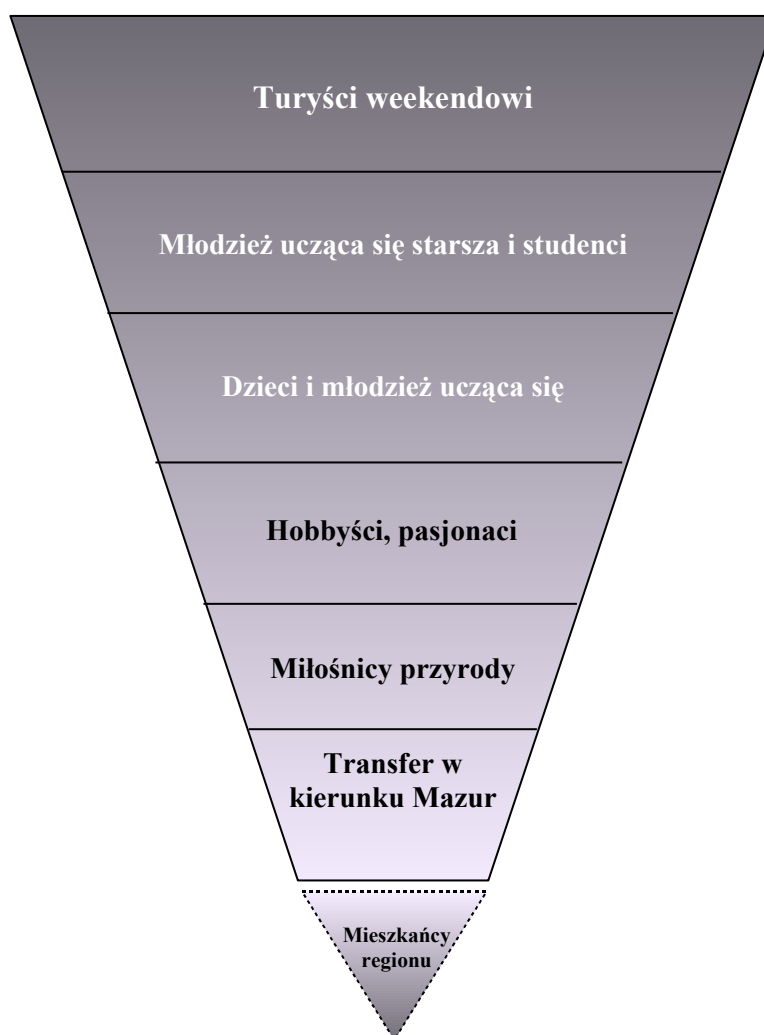 Turyści weekendowi
Młodzież ucząca się starsza i studenci
Dzieci i młodzież ucząca się
Hobbyści, pasjonaci
Miłośnicy przyrody
Transfer w
kierunku Mazur
Mieszkańcy
regionu